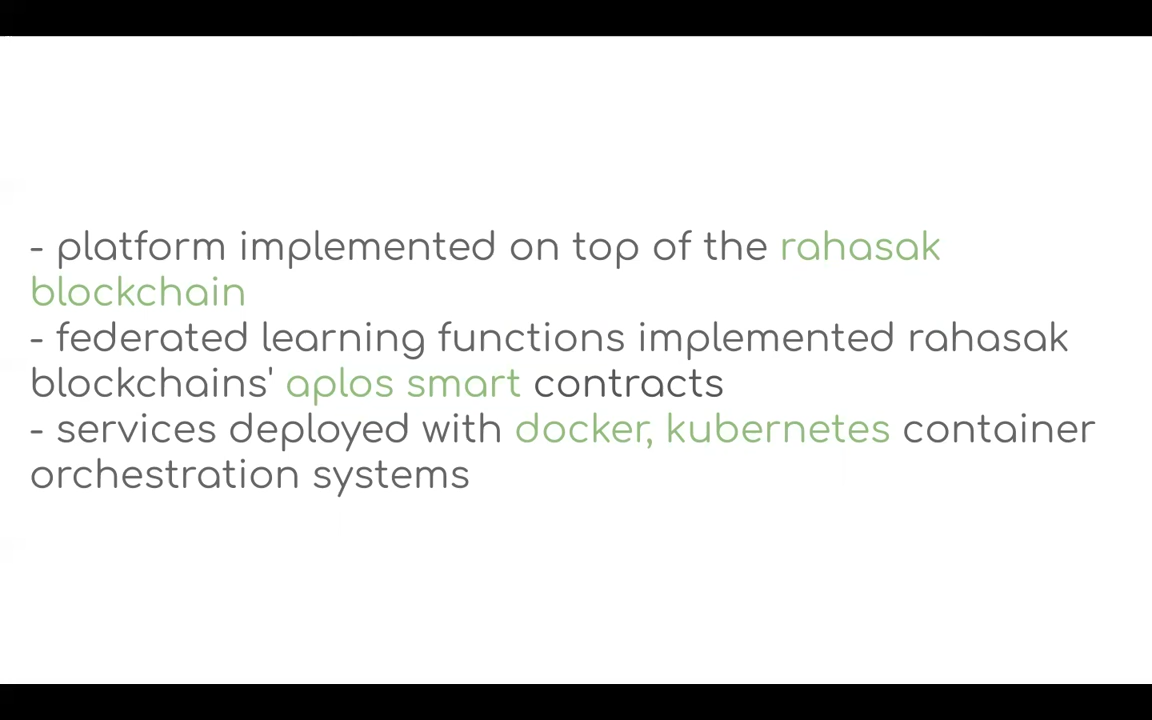 - platform implemented on top of the rahasak
blockchain
- federated learning functions implemented rahasak
blockchains' aplos smart contracts
- services deployed with docker, kubernetes container
orchestration systems